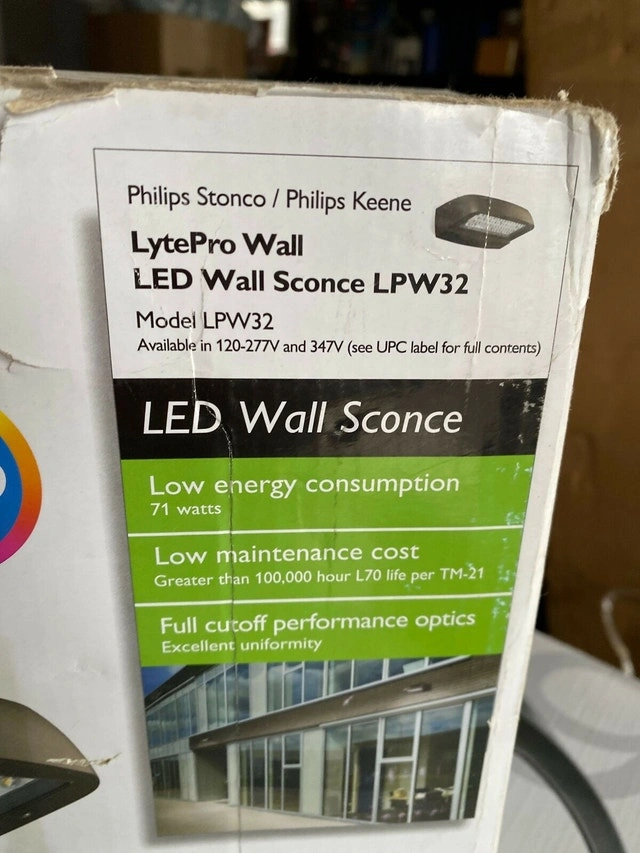 Philips Stonco / Philips Keene
LytePro Wall
LED Wall Sconce LPW32
Model LPW32
Available in 120-277V and 347V (see UPC label for full contents)
LED Wall Sconce
Low energy consumption
71 watts
Low maintenance cost
Greater than 100,000 hour L70 life per TM-21
Full cutoff performance optics
Excellent uniformity